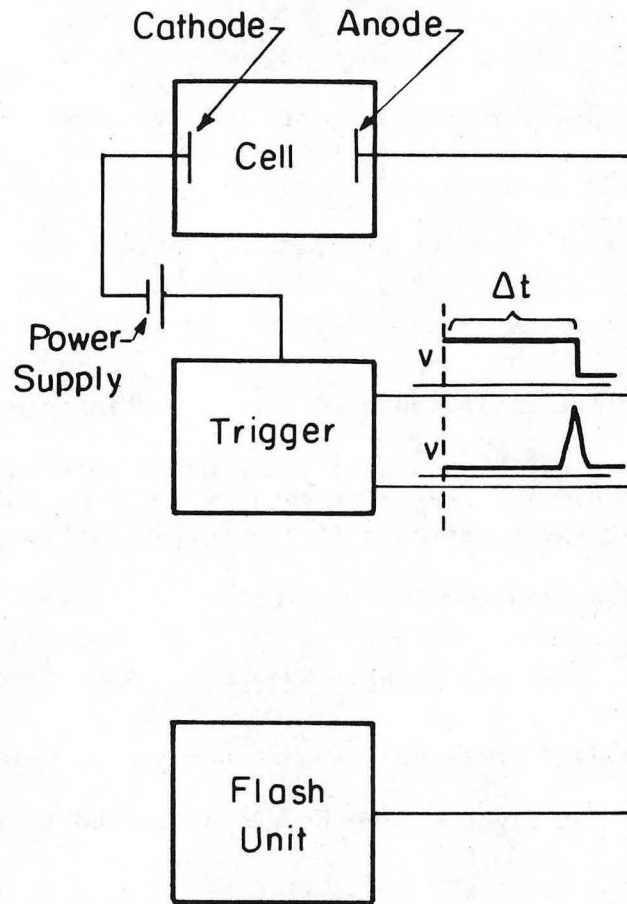 Cathode
Anode
Cell
Power
Supply
Δt
V
Trigger
V
Flash
Unit